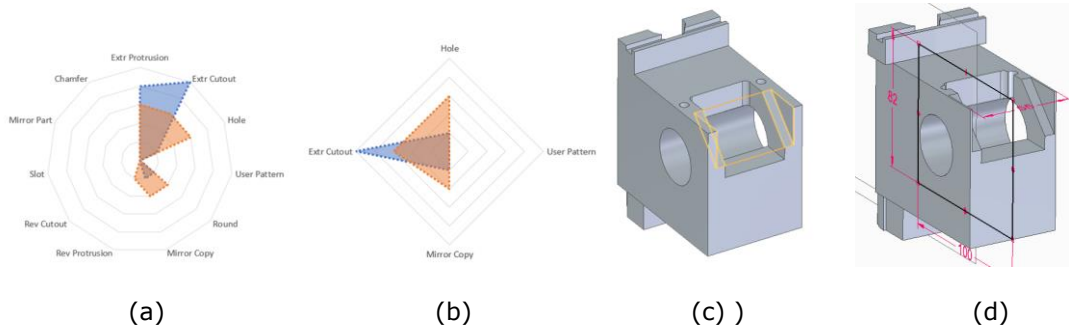 Extr Protrusion
Extr Cutout
Hole
User Pattern
Round
Mirror Copy
Rev Protrusion
Rev Cutout
Slot
Mirror Part
Chamfer
Hole
User Pattern
Mirror Copy
Extr Cutout
82
100
(a)
(b)
(c) )
(d)